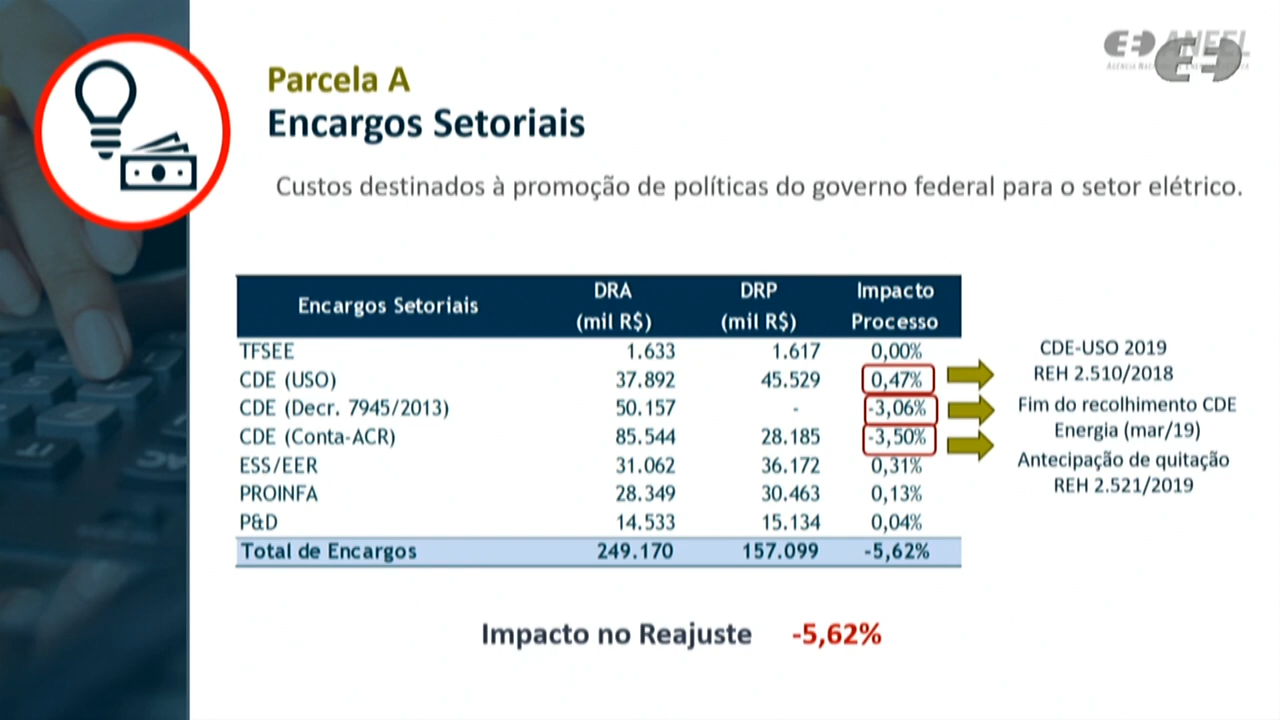 ANEEL
Parcela A
Encargos Setoriais
Custos destinados à promoção de políticas do governo federal para o setor elétrico.
Encargos Setoriais DRA (mil R$) DRP (mil R$) Impacto Processo
TFSEE 1.633 1.617 0,00%
CDE (USO) 37.892 45.529 0,47%
CDE (Decr. 7945/2013) 50.157 - -3,06%
CDE (Conta-ACR) 85.544 28.185 -3,50%
ESS/EER 31.062 36.172 0,31%
PROINFA 28.349 30.463 0,13%
P&D 14.533 15.134 0,04%
Total de Encargos 249.170 157.099 -5,62%
CDE-USO 2019
REH 2.510/2018
Fim do recolhimento CDE
Energia (mar/19)
Antecipação de quitação
REH 2.521/2019
Impacto no Reajuste -5,62%